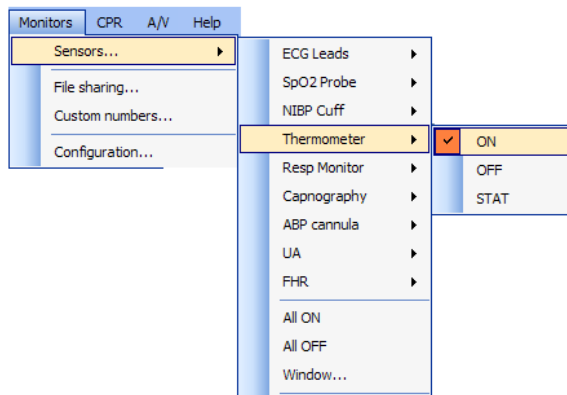 Monitors CPR A/V Help
Sensors...
File sharing...
Custom numbers...
Configuration...
ECG Leads
SpO2 Probe
NIBP Cuff
Thermometer
Resp Monitor
Capnography
ABP cannula
UA
FHR
All ON
All OFF
Window...
ON
OFF
STAT